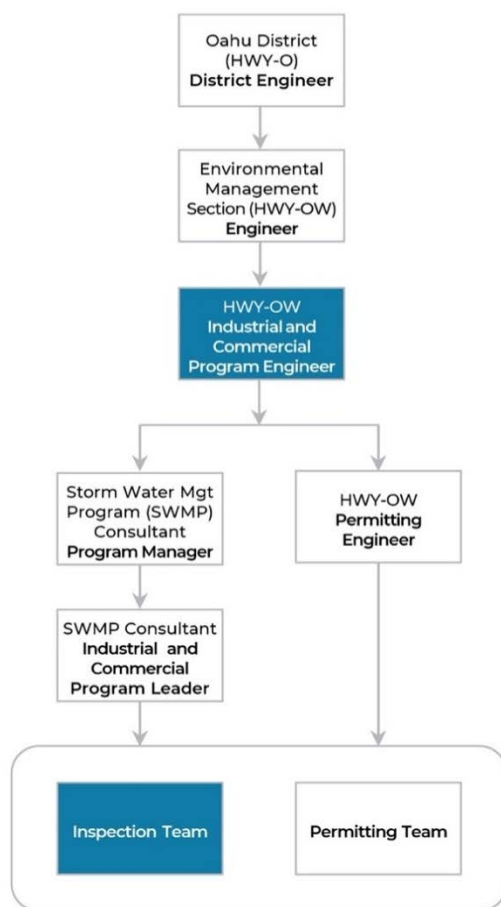 Oahu District
(HWY-O)
District Engineer
Environmental
Management
Section (HWY-OW)
Engineer
HWY-OW
Industrial and
Commercial
Program Engineer
Storm Water Mgt
Program (SWMP)
Consultant
Program Manager
HWY-OW
Permitting
Engineer
SWMP Consultant
Industrial and
Commercial
Program Leader
Inspection Team
Permitting Team